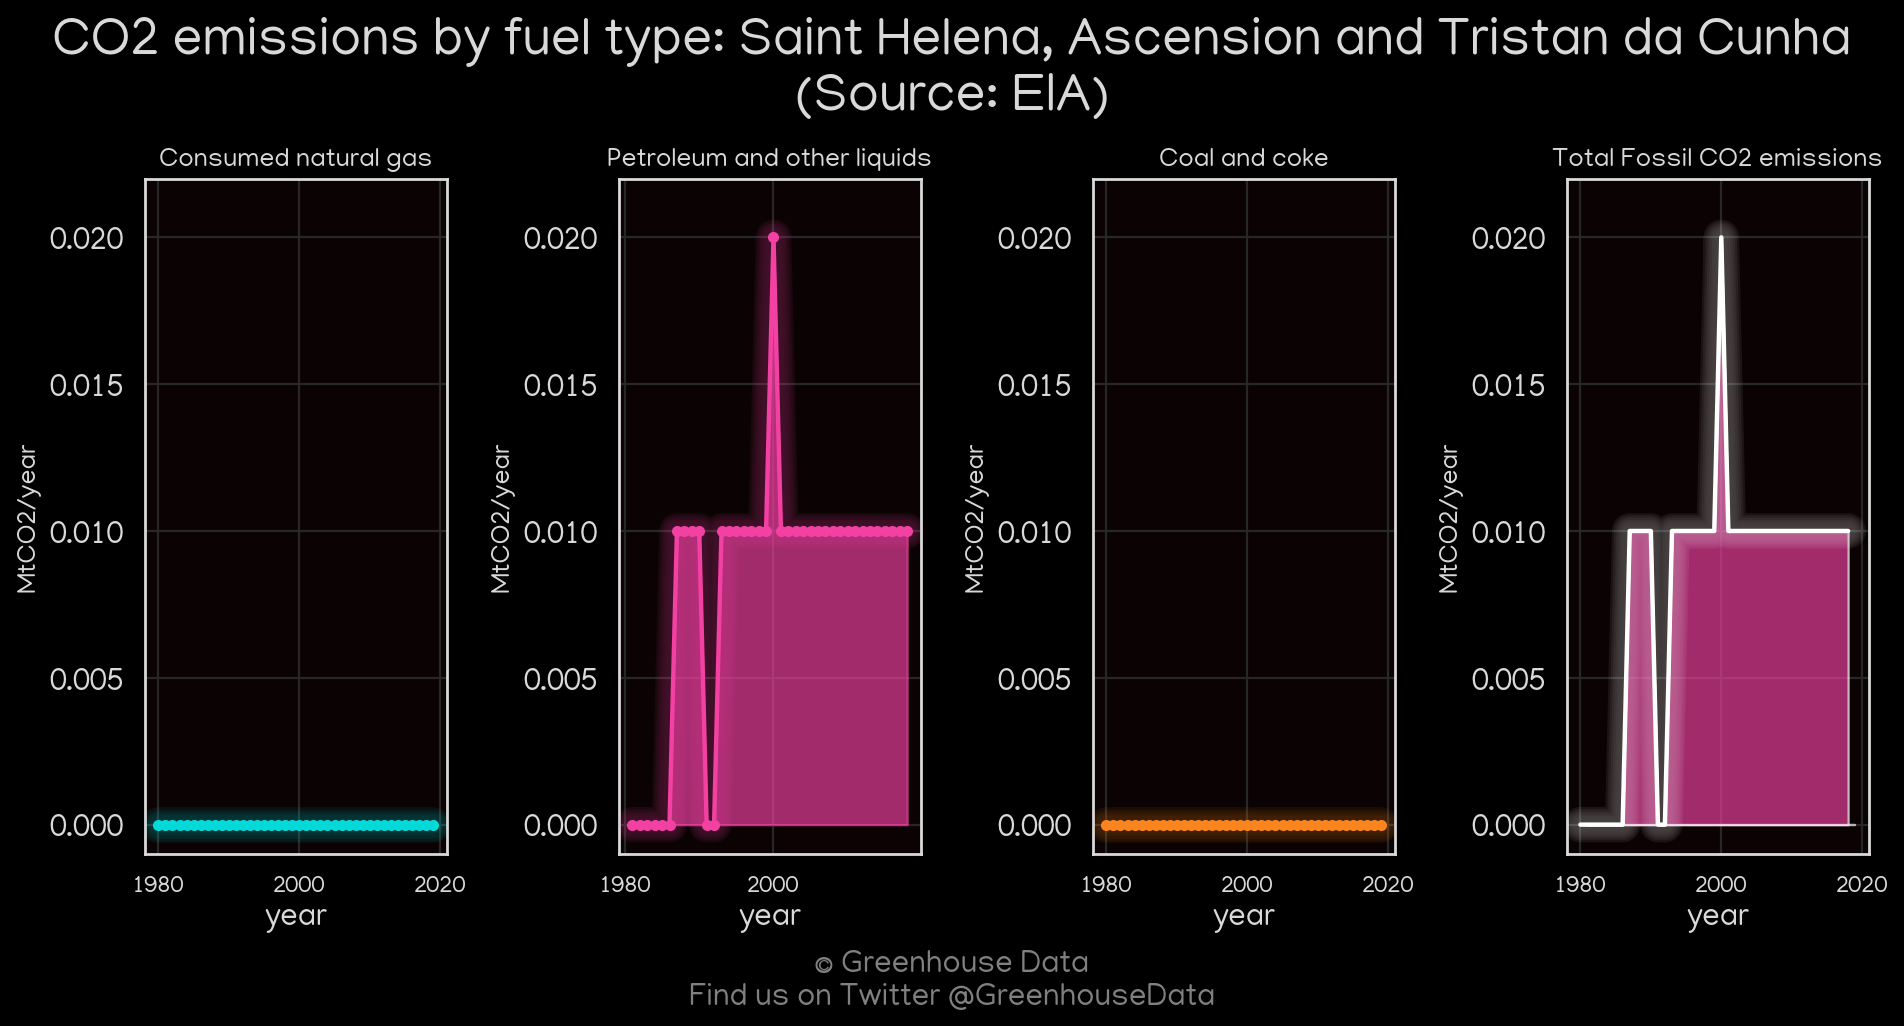 CO2 emissions by fuel type: Saint Helena, Ascension and Tristan da Cunha
(Source: EIA)
Consumed natural gas
MtCO2/year
0.020
0.015
0.010
0.005
0.000
1980 2000 2020
year
Petroleum and other liquids
MtCO2/year
0.020
0.015
0.010
0.005
0.000
1980 2000
year
Coal and coke
MtCO2/year
0.020
0.015
0.010
0.005
0.000
1980 2000 2020
year
Total Fossil CO2 emissions
MtCO2/year
0.020
0.015
0.010
0.005
0.000
1980 2000 2020
year
© Greenhouse Data
Find us on Twitter @GreenhouseData